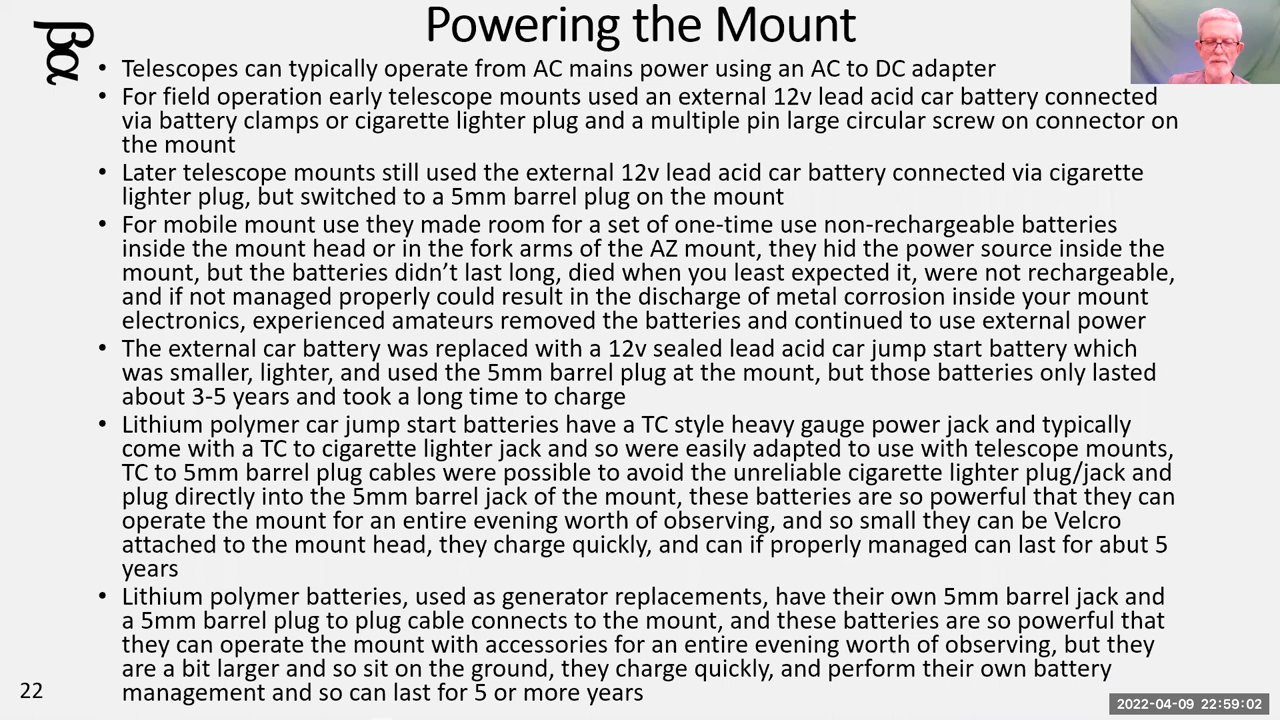 Powering the Mount
βα
• Telescopes can typically operate from AC mains power using an AC to DC adapter
• For field operation early telescope mounts used an external 12v lead acid car battery connected
via battery clamps or cigarette lighter plug and a multiple pin large circular screw on connector on
the mount
• Later telescope mounts still used the external 12v lead acid car battery connected via cigarette
lighter plug, but switched to a 5mm barrel plug on the mount
• For mobile mount use they made room for a set of one-time use non-rechargeable batteries
inside the mount head or in the fork arms of the AZ mount, they hid the power source inside the
mount, but the batteries didn’t last long, died when you least expected it, were not rechargeable,
and if not managed properly could result in the discharge of metal corrosion inside your mount
electronics, experienced amateurs removed the batteries and continued to use external power
• The external car battery was replaced with a 12v sealed lead acid car jump start battery which
was smaller, lighter, and used the 5mm barrel plug at the mount, but those batteries only lasted
about 3-5 years and took a long time to charge
• Lithium polymer car jump start batteries have a TC style heavy gauge power jack and typically
come with a TC to cigarette lighter jack and so were easily adapted to use with telescope mounts,
TC to 5mm barrel plug cables were possible to avoid the unreliable cigarette lighter plug/jack and
plug directly into the 5mm barrel jack of the mount, these batteries are so powerful that they can
operate the mount for an entire evening worth of observing, and so small they can be Velcro
attached to the mount head, they charge quickly, and can if properly managed can last for abut 5
years
• Lithium polymer batteries, used as generator replacements, have their own 5mm barrel jack and
a 5mm barrel plug to plug cable connects to the mount, and these batteries are so powerful that
they can operate the mount with accessories for an entire evening worth of observing, but they
are a bit larger and so sit on the ground, they charge quickly, and perform their own battery
management and so can last for 5 or more years
22
2022-04-09 22:59:02